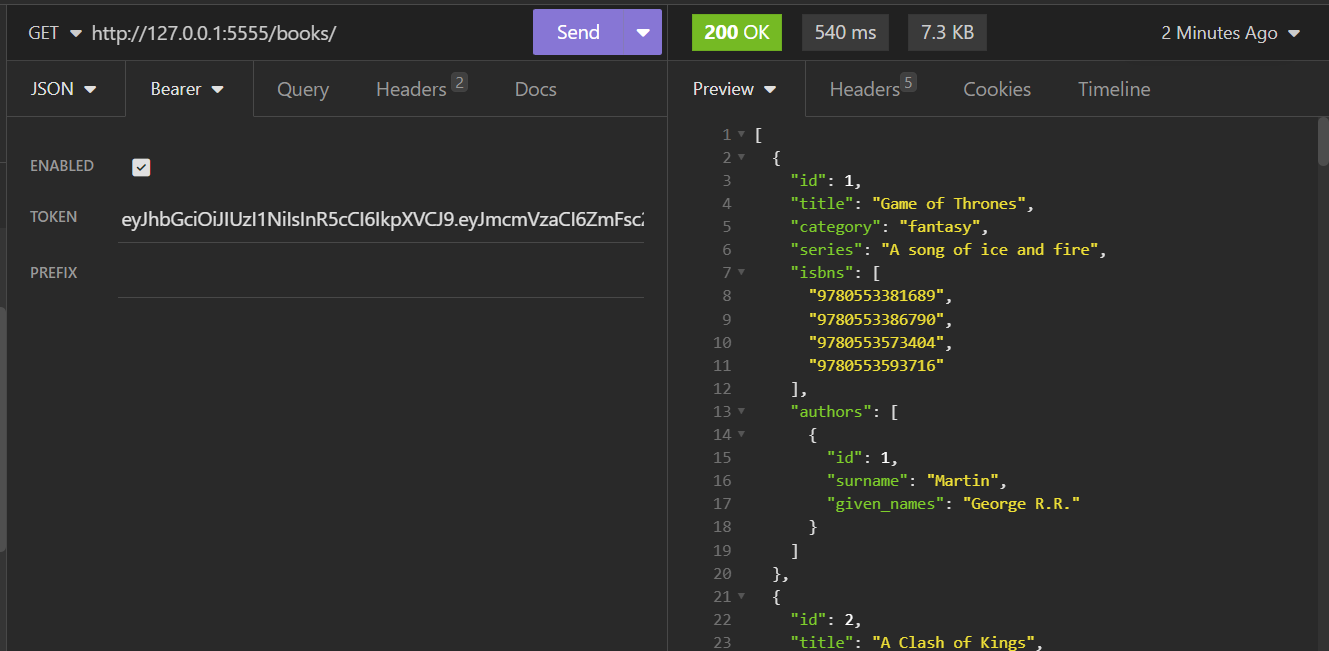 GET http://127.0.0.1:5555/books/ Send 200 OK 540 ms 7.3 KB 2 Minutes Ago
JSON Bearer Query Headers 2 Docs Preview Headers 5 Cookies Timeline
ENABLED
TOKEN eyJhbGciOiJIUzI1NiIsInR5cCI6IkpXVCJ9.eyJmcmVzaCI6ZmFsc2
PREFIX
1 [
2 {
3 "id": 1,
4 "title": "Game of Thrones",
5 "category": "fantasy",
6 "series": "A song of ice and fire",
7 "isbns": [
8 "9780553381689",
9 "9780553386790",
10 "9780553573404",
11 "9780553593716"
12 ],
13 "authors": [
14 {
15 "id": 1,
16 "surname": "Martin",
17 "given_names": "George R.R."
18 }
19 ]
20 },
21 {
22 "id": 2,
23 "title": "A Clash of Kings",